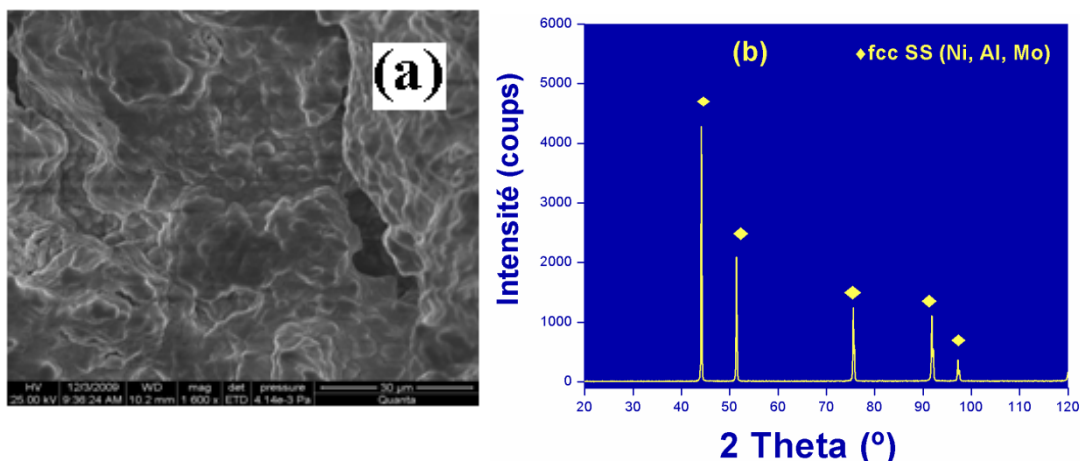 (a)
HV 12/3/2009 WD mag det pressure 30 µm
25.00 kV 9:36:24 AM 10.2 mm 1 600 x ETD 4.14e-3 Pa Quanta
(b)
♦fcc SS (Ni, Al, Mo)
Intensité (coups)
6000
5000
4000
3000
2000
1000
0
20 30 40 50 60 70 80 90 100 110 120
2 Theta (º)